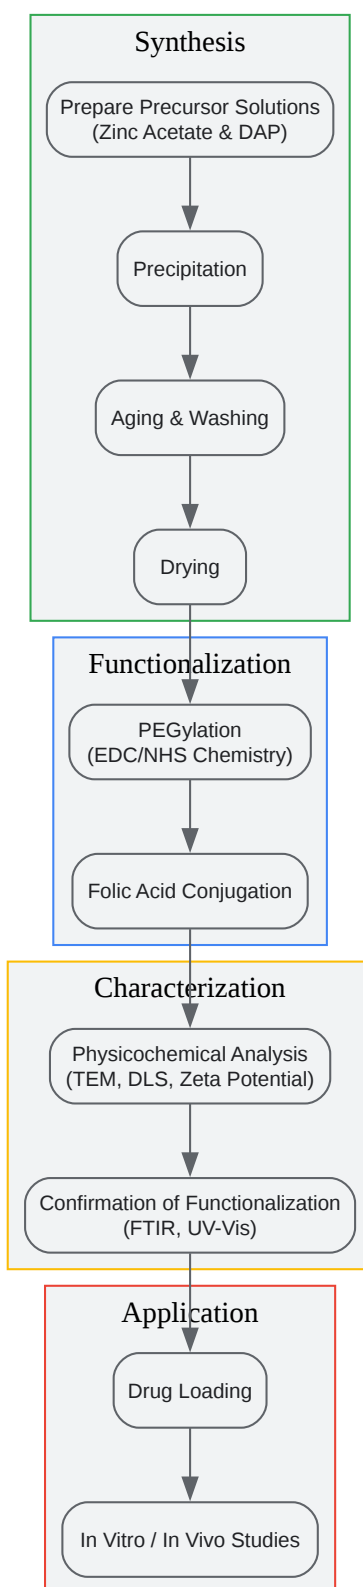 Synthesis
Prepare Precursor Solutions
(Zinc Acetate & DAP)
Precipitation
Aging & Washing
Drying
Functionalization
PEGylation
(EDC/NHS Chemistry)
Folic Acid Conjugation
Characterization
Physicochemical Analysis
(TEM, DLS, Zeta Potential)
Confirmation of Functionalization
(FTIR, UV-Vis)
Application
Drug Loading
In Vitro / In Vivo Studies